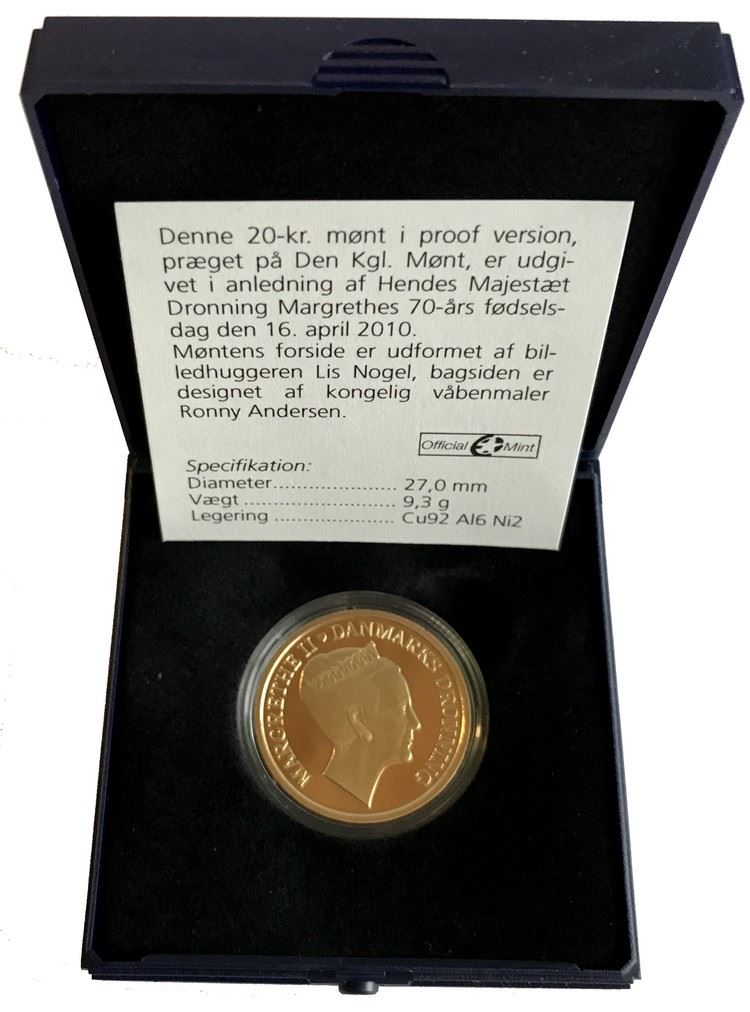 Denne 20-kr. mønt i proof version,
præget på Den Kgl. Mønt, er udgi-
vet i anledning af Hendes Majestæt
Dronning Margrethes 70-års fødsels-
dag den 16. april 2010.
Møntens forside er udformet af bil-
ledhuggeren Lis Nogel, bagsiden er
designet af kongelig våbenmaler
Ronny Andersen.
Official Mint
Specifikation:
Diameter..................... 27,0 mm
Vægt.......................... 9,3 g
Legering ..................... Cu92 Al6 Ni2
MARGRETHE II DANMARKS DRONNING